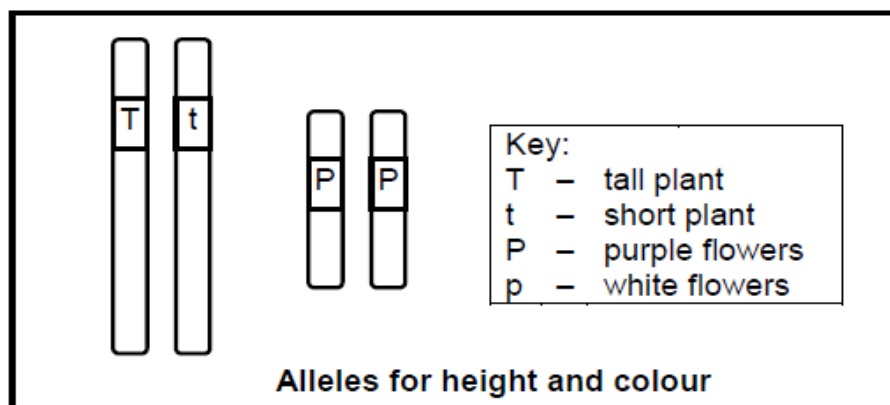 T t
P P
Key:
T – tall plant
t – short plant
P – purple flowers
p – white flowers
Alleles for height and colour